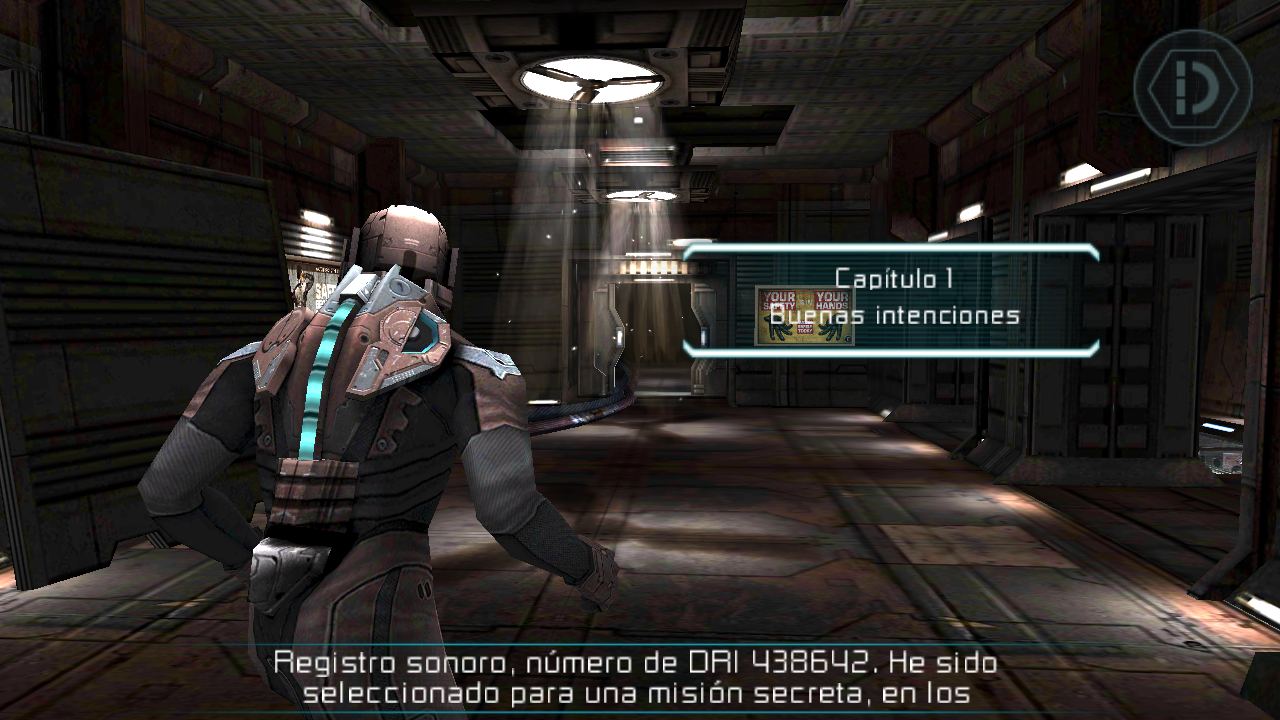 Capítulo 1
Buenas intenciones
YOUR YOUR
SAFETY HANDS
Registro sonoro, número de DRI 438642. He sido
seleccionado para una misión secreta, en los